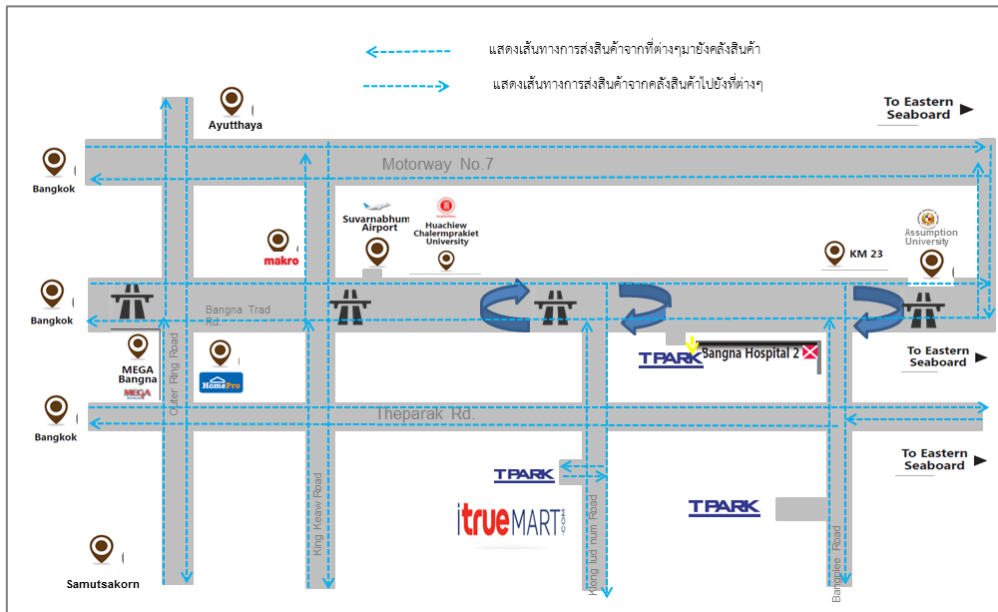 แสดงเส้นทางการส่งสินค้าจากที่ต่างๆมายังคลังสินค้า
แสดงเส้นทางการส่งสินค้าจากคลังสินค้าไปยังที่ต่างๆ
Ayutthaya
To Eastern
Seaboard
Motorway No.7
Bangkok
Suvarnabhum
Airport
Huachiew
Chalermprakiet
University
Assumption
University
makro
KM 23
Bangkok
Bangna Trad
Rd.
MEGA
Bangna
MEGA
HomePro
Outer Ring Road
TPARK
Bangna Hospital 2
To Eastern
Seaboard
Bangkok
Theparak Rd.
To Eastern
Seaboard
TPARK
itrueMART.COM
TPARK
King Keaw Road
Klong lud num Road
Bangplee Road
Samutsakorn